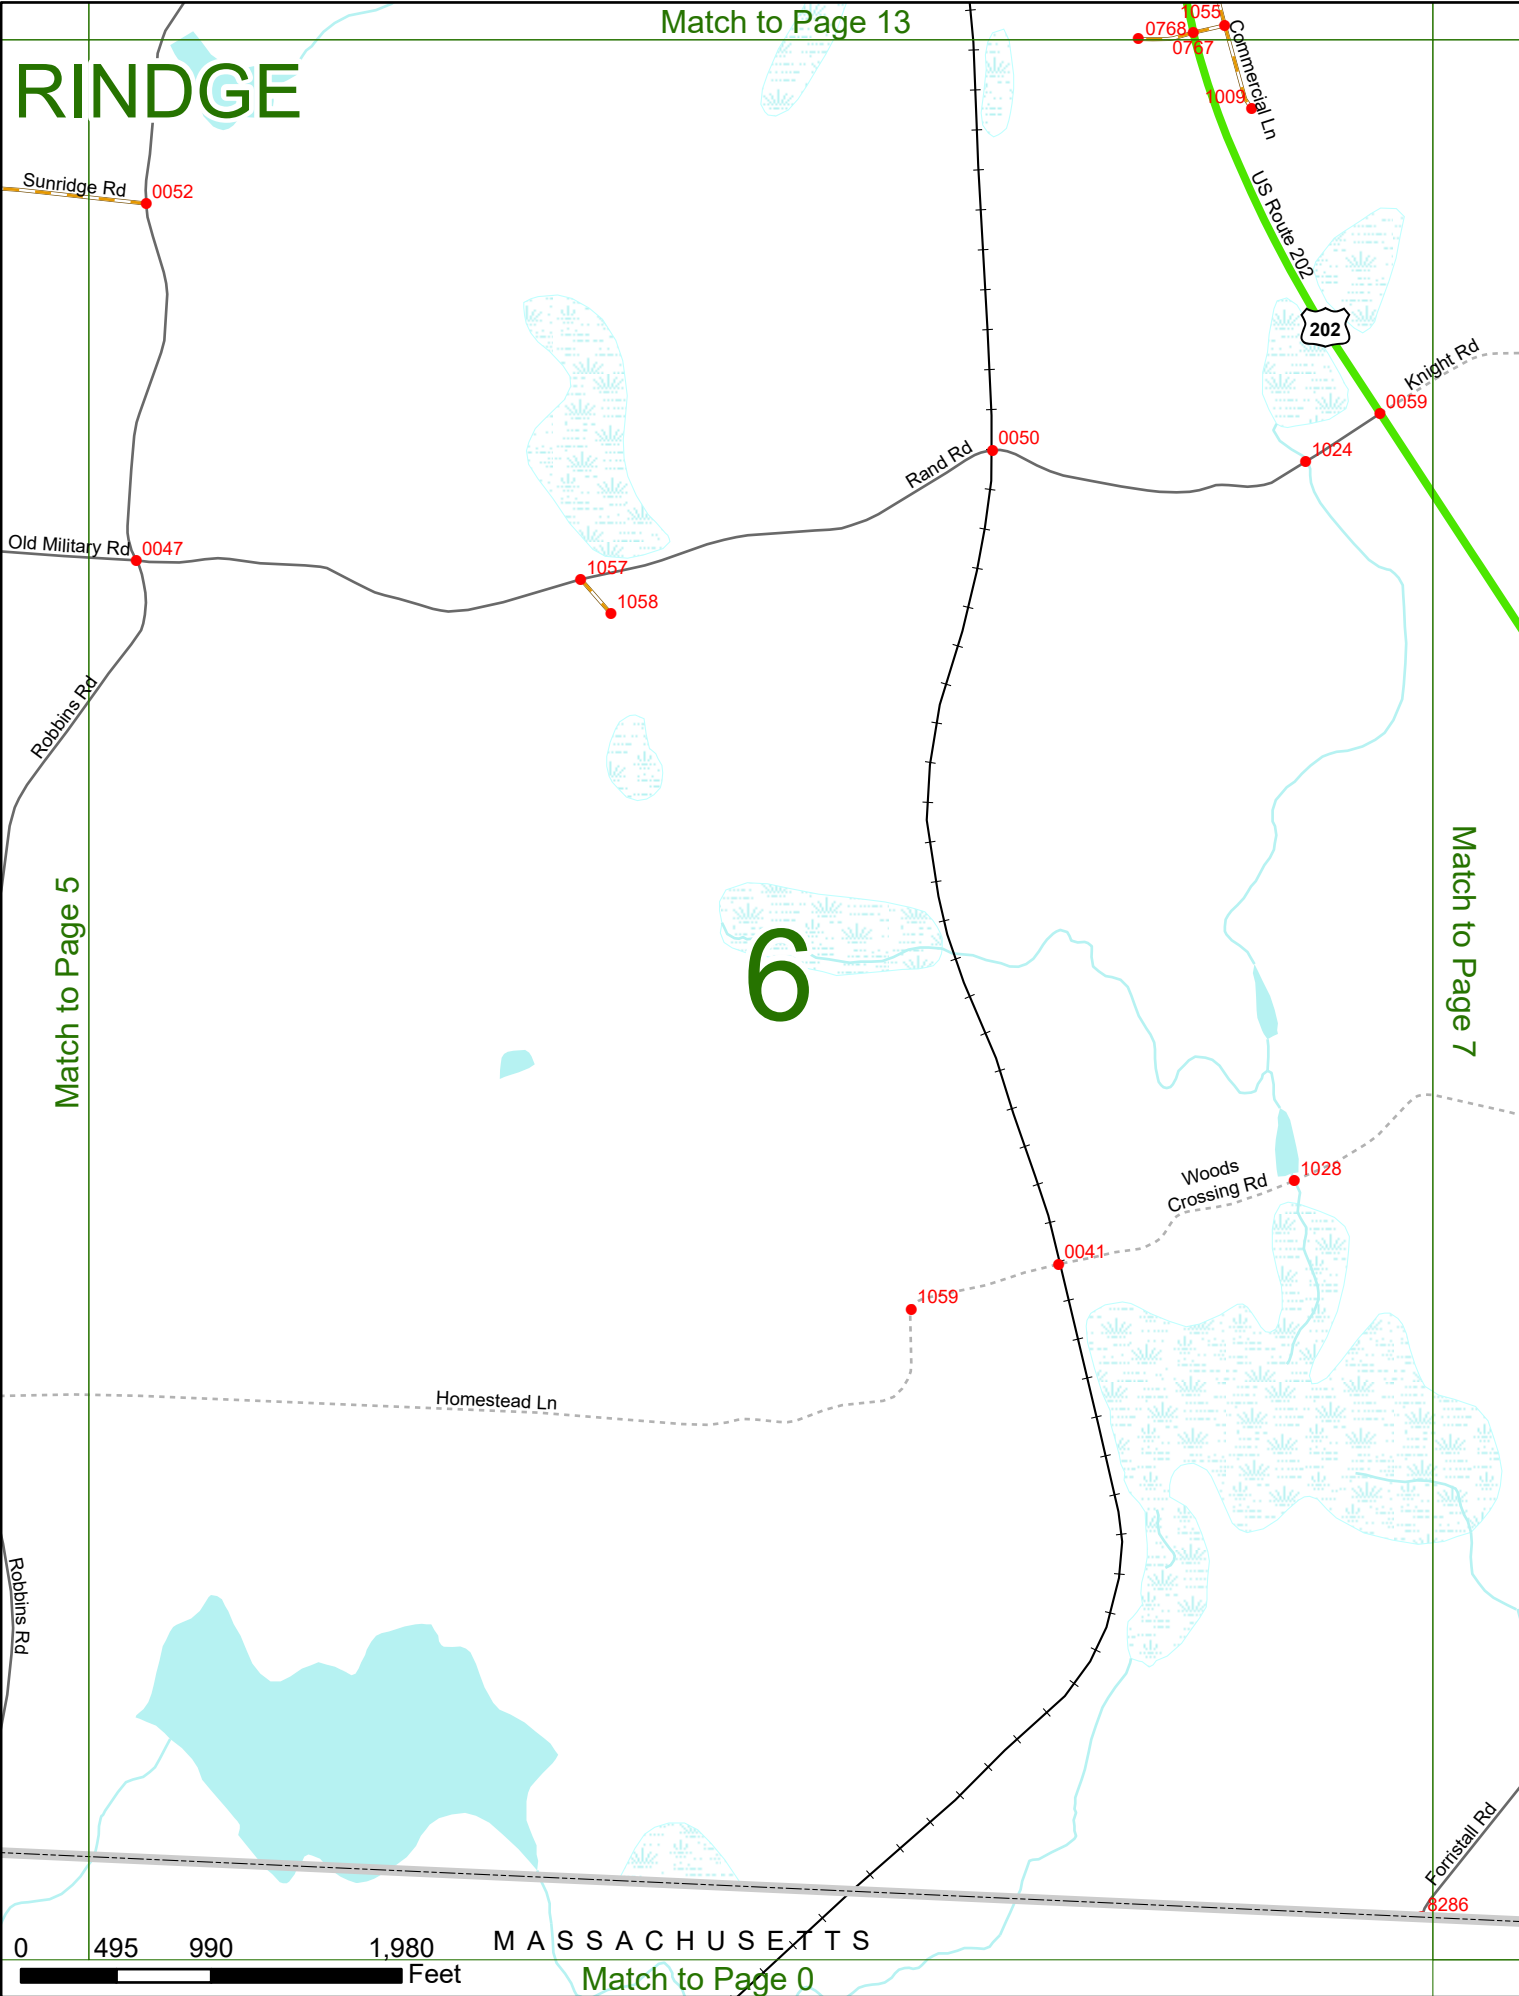 Match to Page 13
1055
0768
0767
Commercial Ln
RINDGE
1009
Sunridge Rd
0052
US Route 202
202
Knight Rd
0059
0050
Rand Rd
1024
Old Military Rd
0047
1057
1058
Robbins Rd
Match to Page 5
Match to Page 7
6
Woods
Crossing Rd
1028
0041
1059
Homestead Ln
Robbins Rd
Forristall Rd
8286
0 495 990 1,980
Feet
MASSACHUSETTS
Match to Page 0